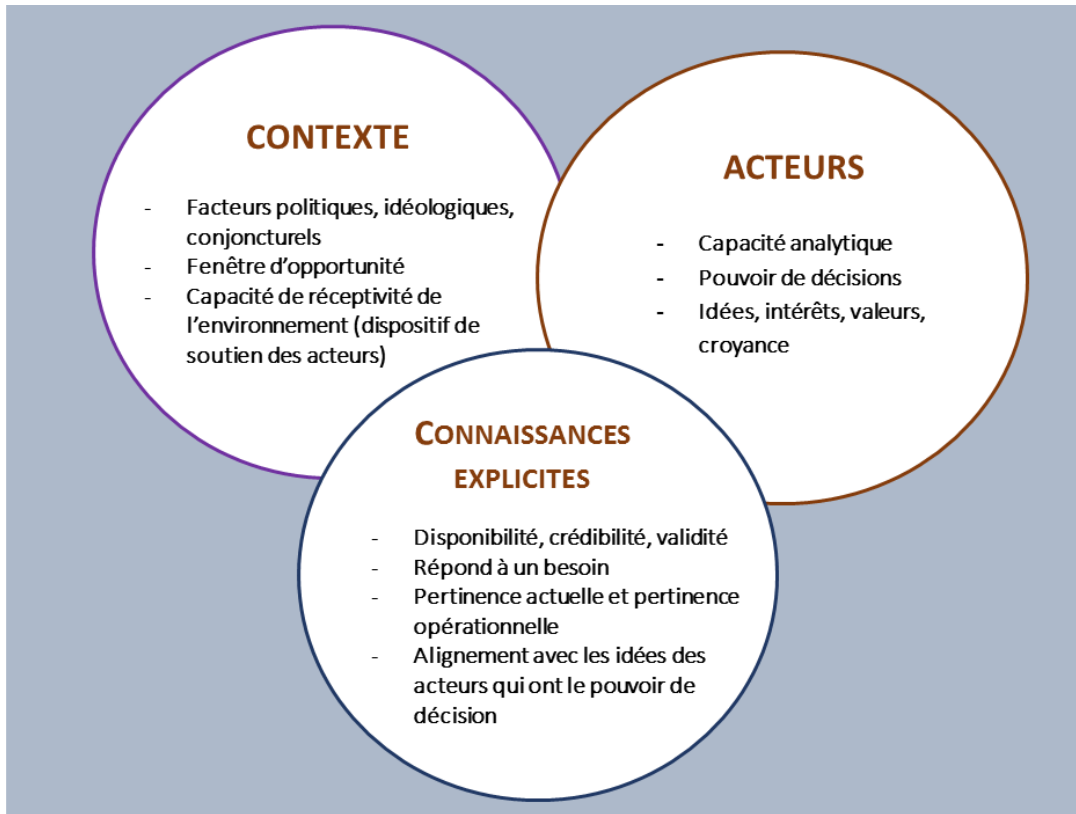 CONTEXTE
- Facteurs politiques, idéologiques,
conjoncturels
- Fenêtre d'opportunité
- Capacité de réceptivité de
l'environnement (dispositif de
soutien des acteurs)
ACTEURS
- Capacité analytique
- Pouvoir de décisions
- Idées, intérêts, valeurs,
croyance
CONNAISSANCES
EXPLICITES
- Disponibilité, crédibilité, validité
- Répond à un besoin
- Pertinence actuelle et pertinence
opérationnelle
- Alignement avec les idées des
acteurs qui ont le pouvoir de
décision